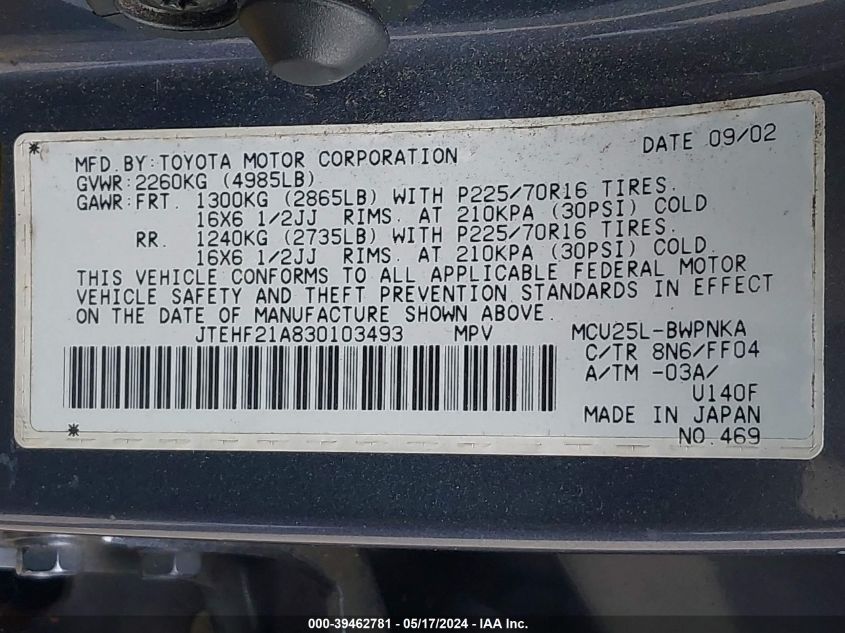 * DATE 09/02
MFD. BY: TOYOTA MOTOR CORPORATION
GVWR: 2260KG (4985LB)
GAWR: FRT. 1300KG (2865LB) WITH P225/70R16 TIRES.
16X6 1/2JJ RIMS. AT 210KPA (30PSI) COLD
RR. 1240KG (2735LB) WITH P225/70R16 TIRES.
16X6 1/2JJ RIMS. AT 210KPA (30PSI) COLD.
THIS VEHICLE CONFORMS TO ALL APPLICABLE FEDERAL MOTOR
VEHICLE SAFETY AND THEFT PREVENTION STANDARDS IN EFFECT
ON THE DATE OF MANUFACTURE SHOWN ABOVE.
JTEHF21A830103493 MPV MCU25L-BWPNKA
C/TR 8N6/FF04
A/TM -03A/
U140F
MADE IN JAPAN
* NO. 469
000-39462781 — 05/17/2024 — IAA Inc.